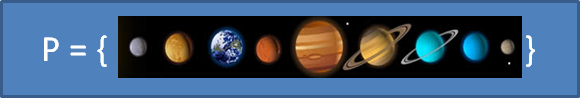 P = { }